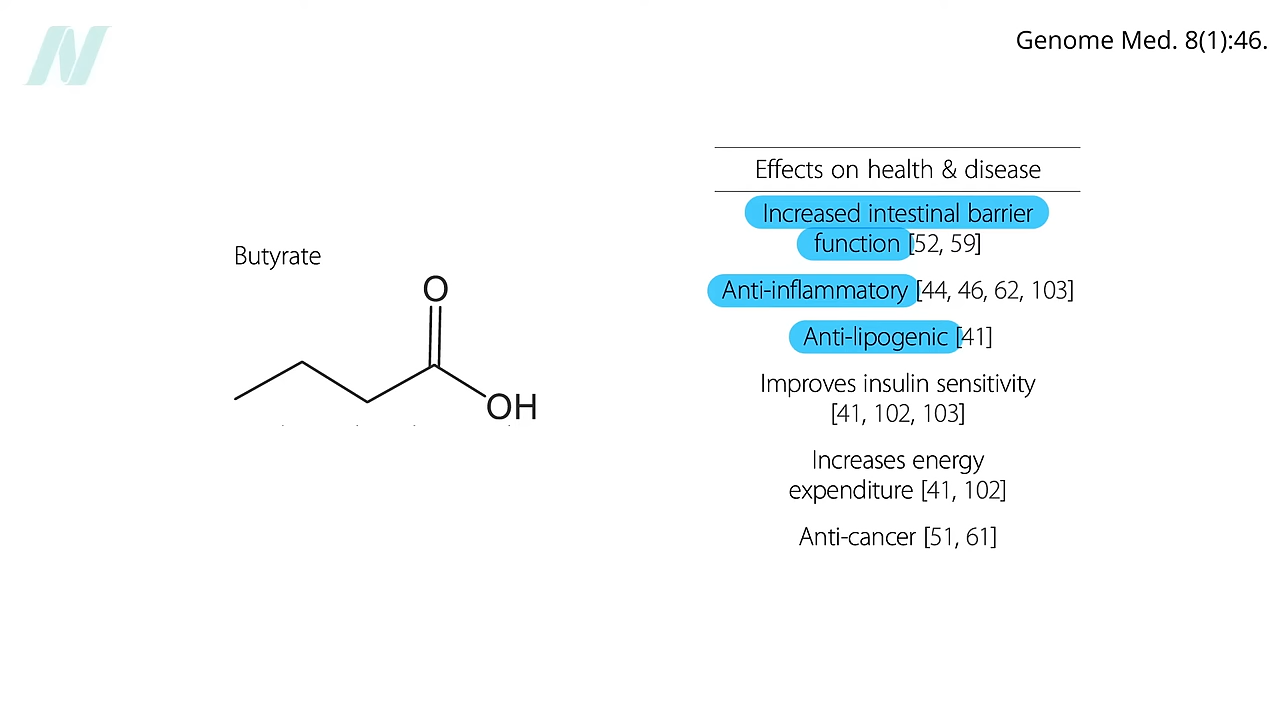 Genome Med. 8(1):46.
Effects on health & disease
Increased intestinal barrier
function [52, 59]
Butyrate
O
OH
Anti-inflammatory [44, 46, 62, 103]
Anti-lipogenic [41]
Improves insulin sensitivity
[41, 102, 103]
Increases energy
expenditure [41, 102]
Anti-cancer [51, 61]